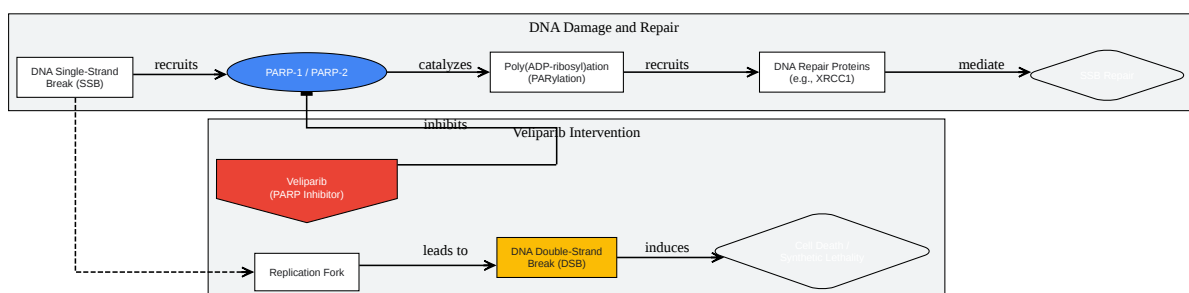 DNA Damage and Repair
DNA Single-Strand
Break (SSB)
recruits
PARP-1 / PARP-2
catalyzes
Poly(ADP-ribosyl)ation
(PARylation)
recruits
DNA Repair Proteins
(e.g., XRCC1)
mediate
SSB Repair
inhibits
Veliparib Intervention
Veliparib
(PARP Inhibitor)
Replication Fork
leads to
DNA Double-Strand
Break (DSB)
induces
Cell Death /
Synthetic Lethality